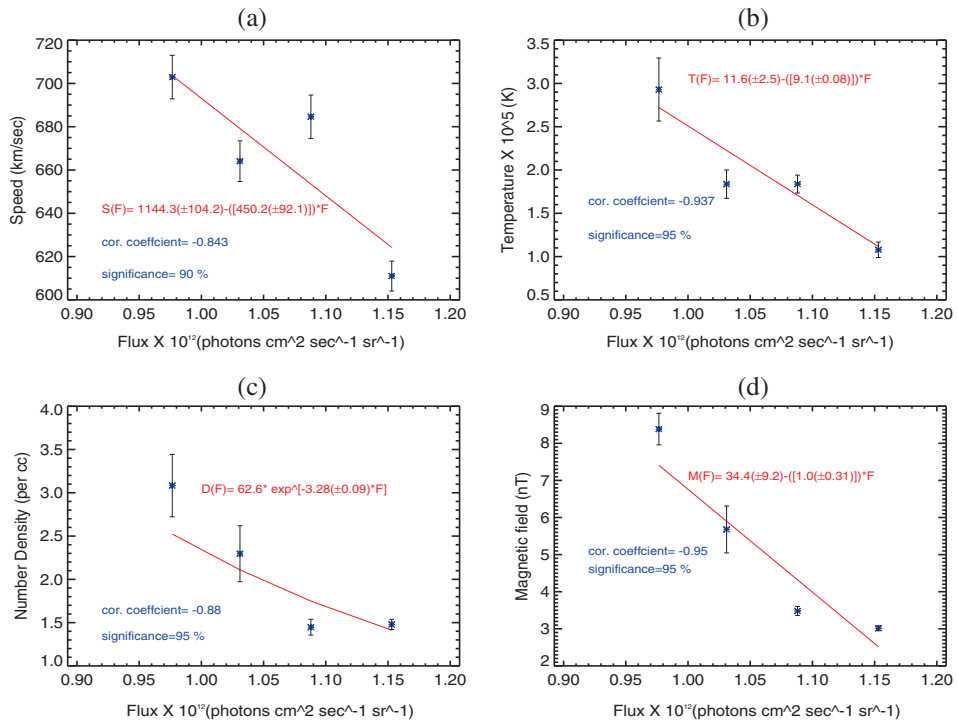 (a)
720
700
680
660
640
620
600
Speed (km/sec)
S(F)= 1144.3(±104.2)-([450.2(±92.1)])*F
cor. coeffcient= -0.843
significance= 90 %
0.90 0.95 1.00 1.05 1.10 1.15 1.20
Flux X 10¹²(photons cm^2 sec^-1 sr^-1)
(b)
3.5
3.0
2.5
2.0
1.5
1.0
0.5
Temperature X 10^5 (K)
T(F)= 11.6(±2.5)-([9.1(±0.08)])*F
cor. coeffcient= -0.937
significance=95 %
0.90 0.95 1.00 1.05 1.10 1.15 1.20
Flux X 10¹²(photons cm^2 sec^-1 sr^-1)
(c)
4.0
3.5
3.0
2.5
2.0
1.5
1.0
Number Density (per cc)
D(F)= 62.6* exp^[-3.28(±0.09)*F]
cor. coeffcient= -0.88
significance=95 %
0.90 0.95 1.00 1.05 1.10 1.15 1.20
Flux X 10¹²(photons cm^2 sec^-1 sr^-1)
(d)
9
8
7
6
5
4
3
2
Magnetic field (nT)
M(F)= 34.4(±9.2)-([1.0(±0.31)])*F
cor. coeffcient -0.95
significance=95 %
0.90 0.95 1.00 1.05 1.10 1.15 1.20
Flux X 10¹²(photons cm^2 sec^-1 sr^-1)